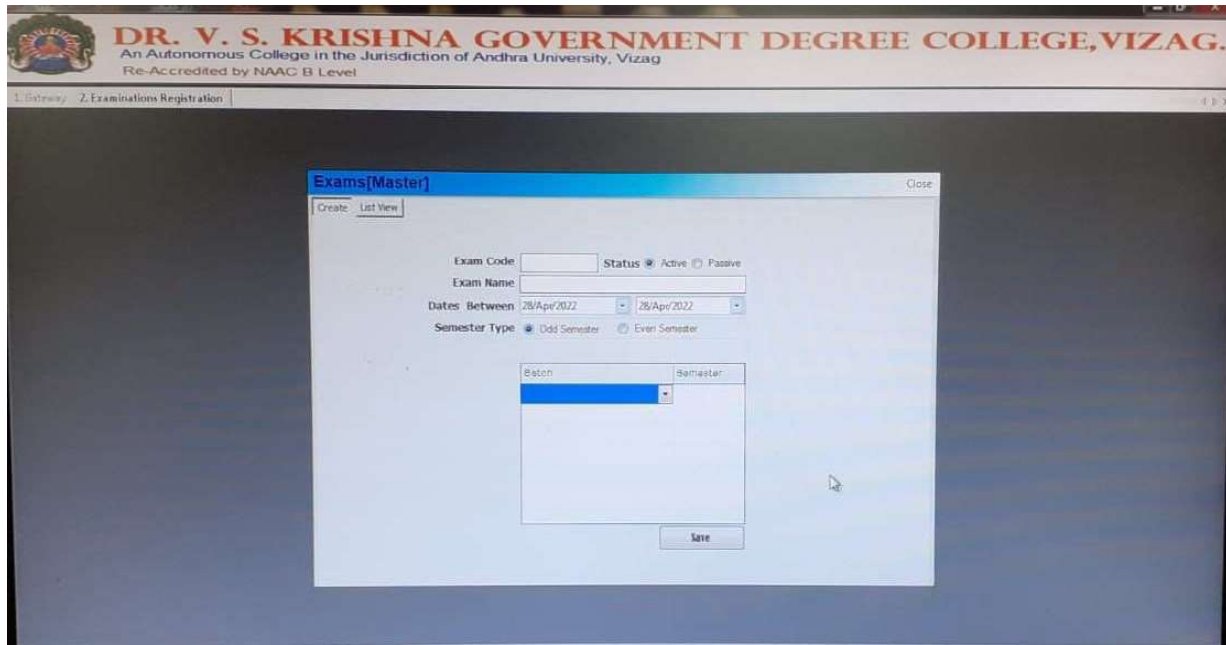 DR. V. S. KRISHNA GOVERNMENT DEGREE COLLEGE, VIZAG.
An Autonomous College in the Jurisdiction of Andhra University, Vizag
Re-Accredited by NAAC B Level
1. Gateway 2. Examinations Registration
Exams[Master] Close
Create List View
Exam Code Status Active Passive
Exam Name
Dates Between 28/Apr/2022 28/Apr/2022
Semester Type Odd Semester Even Semester
Batch Semester
Save